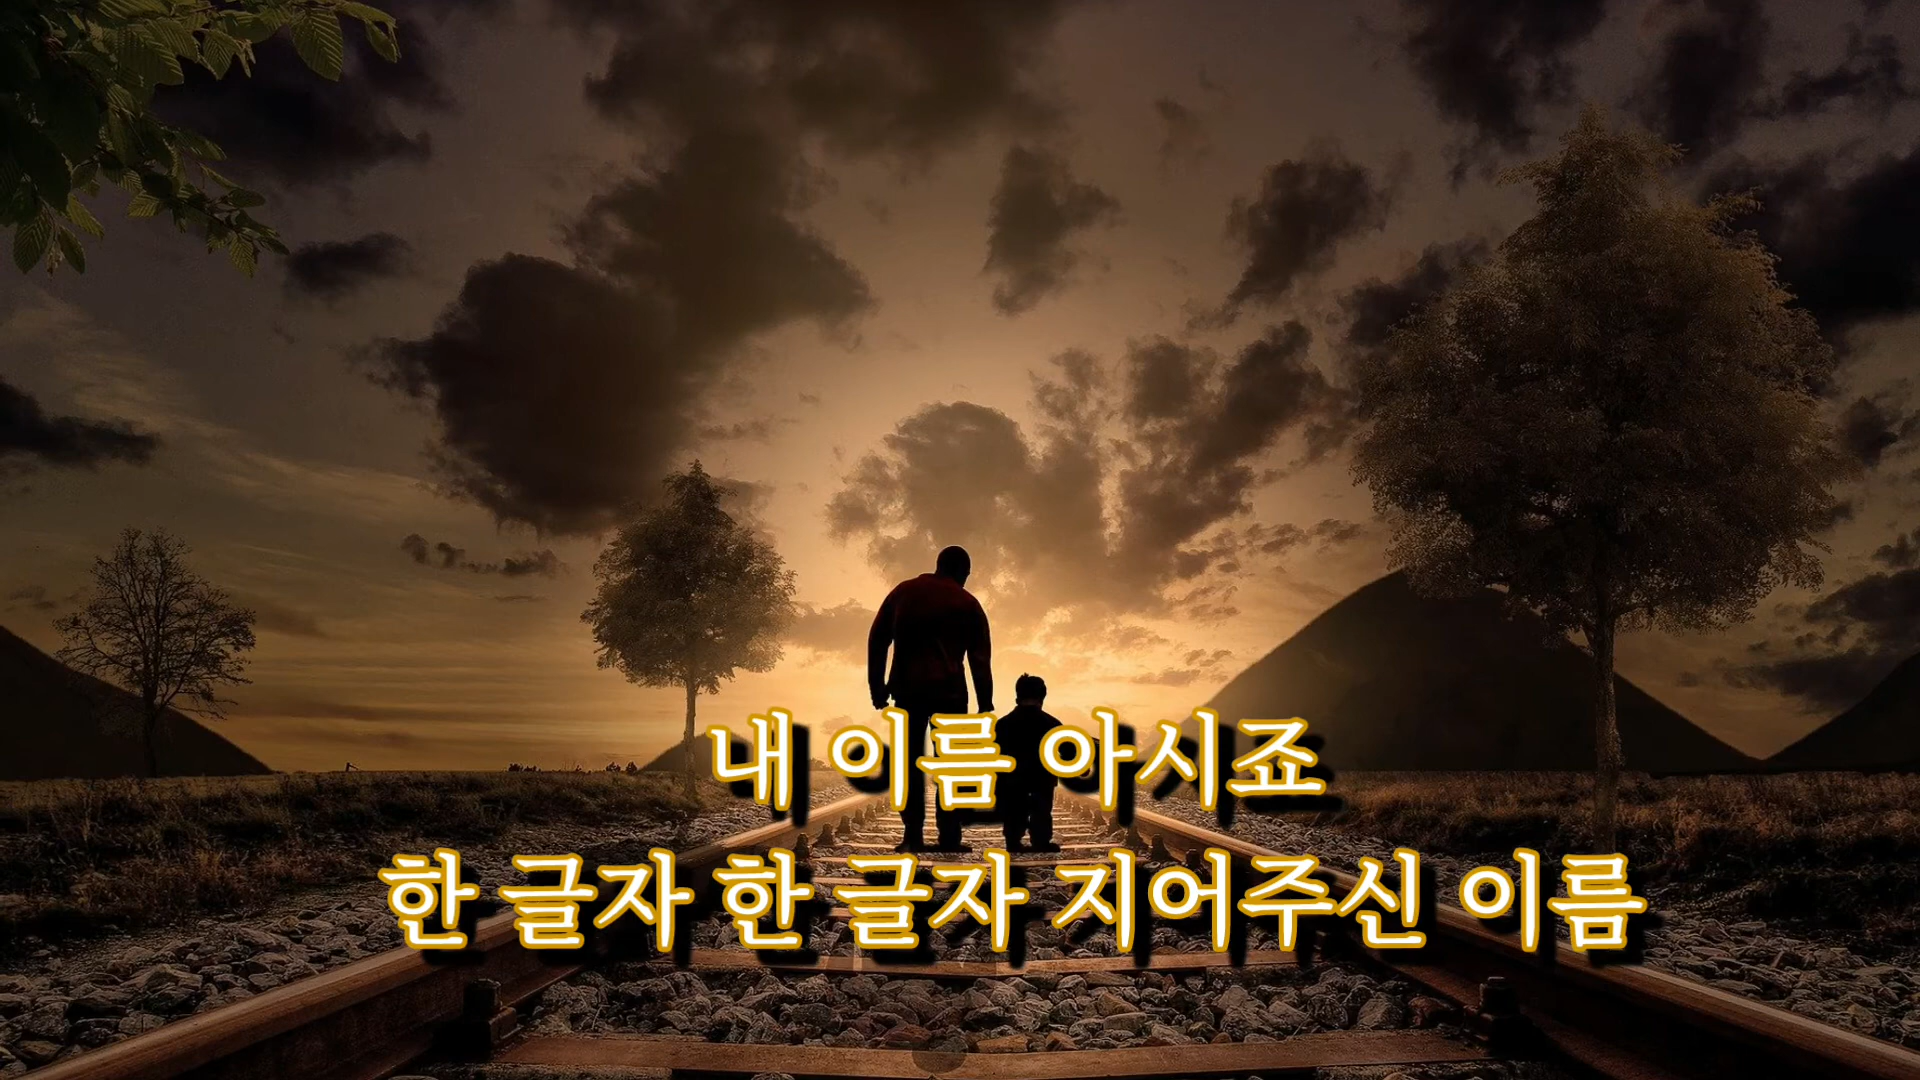 내 이름 아시죠
한 글자 한 글자 지어주신 이름